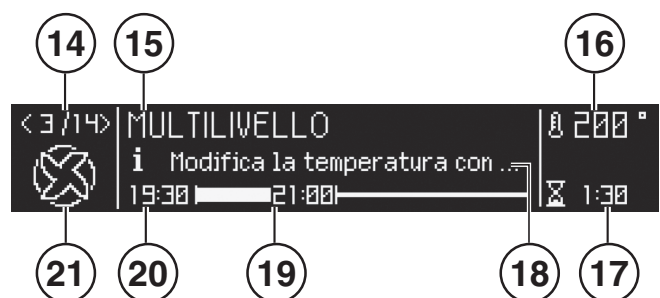 14 15 16
<3/14> MULTILIVELLO 200°
i Modifica la temperatura con ...
19:30 21:00 1:30
21 20 19 18 17